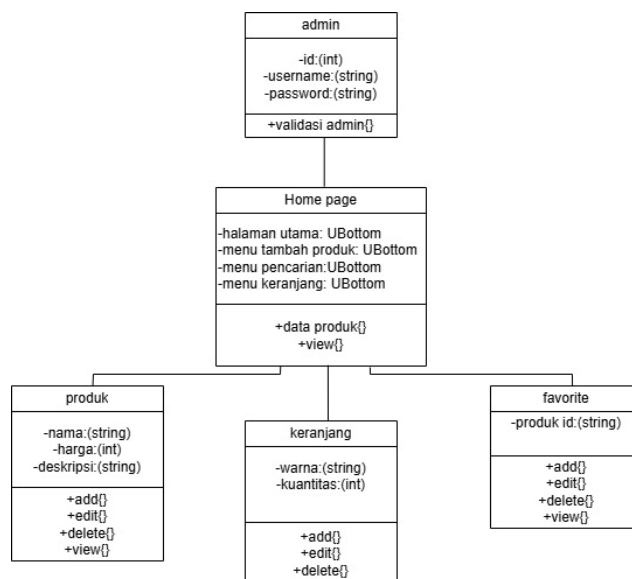 admin
-id:(int)
-username:(string)
-password:(string)
+validasi admin{}
Home page
-halaman utama: UBottom
-menu tambah produk: UBottom
-menu pencarian:UBottom
-menu keranjang: UBottom
+data produk{}
+view{}
produk
-nama:(string)
-harga:(int)
-deskripsi:(string)
+add{}
+edit{}
+delete{}
+view{}
keranjang
-warna:(string)
-kuantitas:(int)
+add{}
+edit{}
+delete{}
favorite
-produk id:(string)
+add{}
+edit{}
+delete{}
+view{}